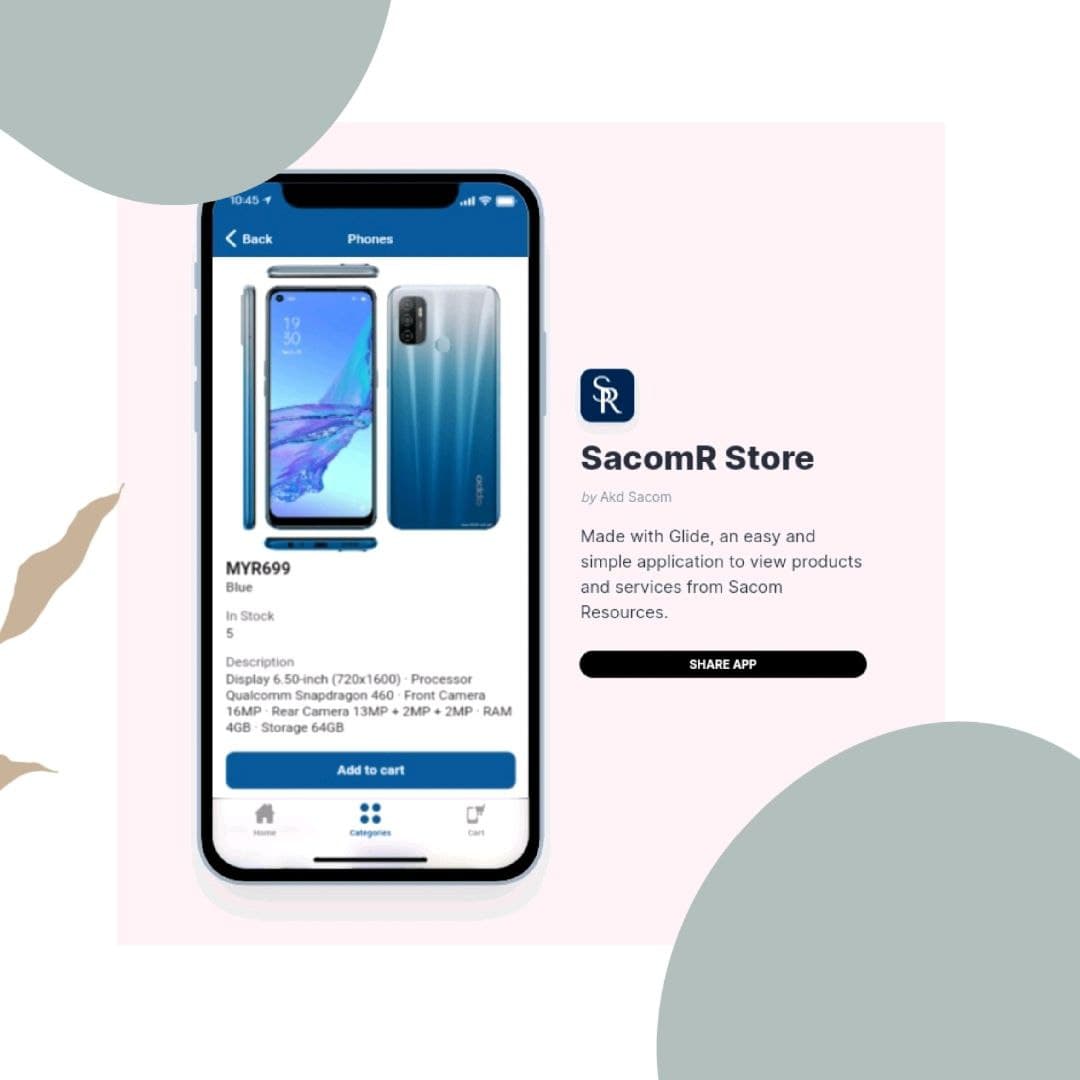 10:45
Back
Phones
19
30
oppo
MYR699
Blue
In Stock
5
Description
Display 6.50-inch (720x1600) · Processor
Qualcomm Snapdragon 460 · Front Camera
16MP · Rear Camera 13MP + 2MP + 2MP · RAM
4GB · Storage 64GB
Add to cart
Home
Categories
Cart
SR
SacomR Store
by Akd Sacom
Made with Glide, an easy and
simple application to view products
and services from Sacom
Resources.
SHARE APP